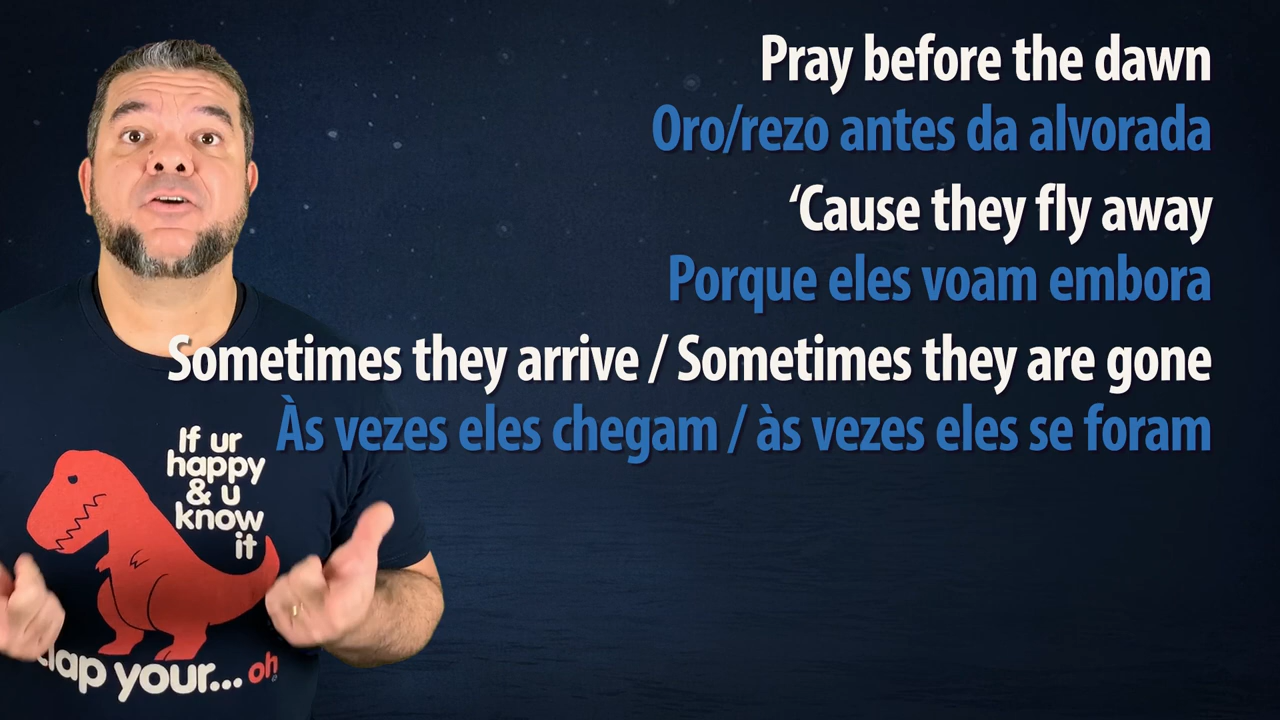 Pray before the dawn
Oro/rezo antes da alvorada
‘Cause they fly away
Porque eles voam embora
Sometimes they arrive / Sometimes they are gone
Às vezes eles chegam / às vezes eles se foram
If ur
happy
& u
know
it
your... oh